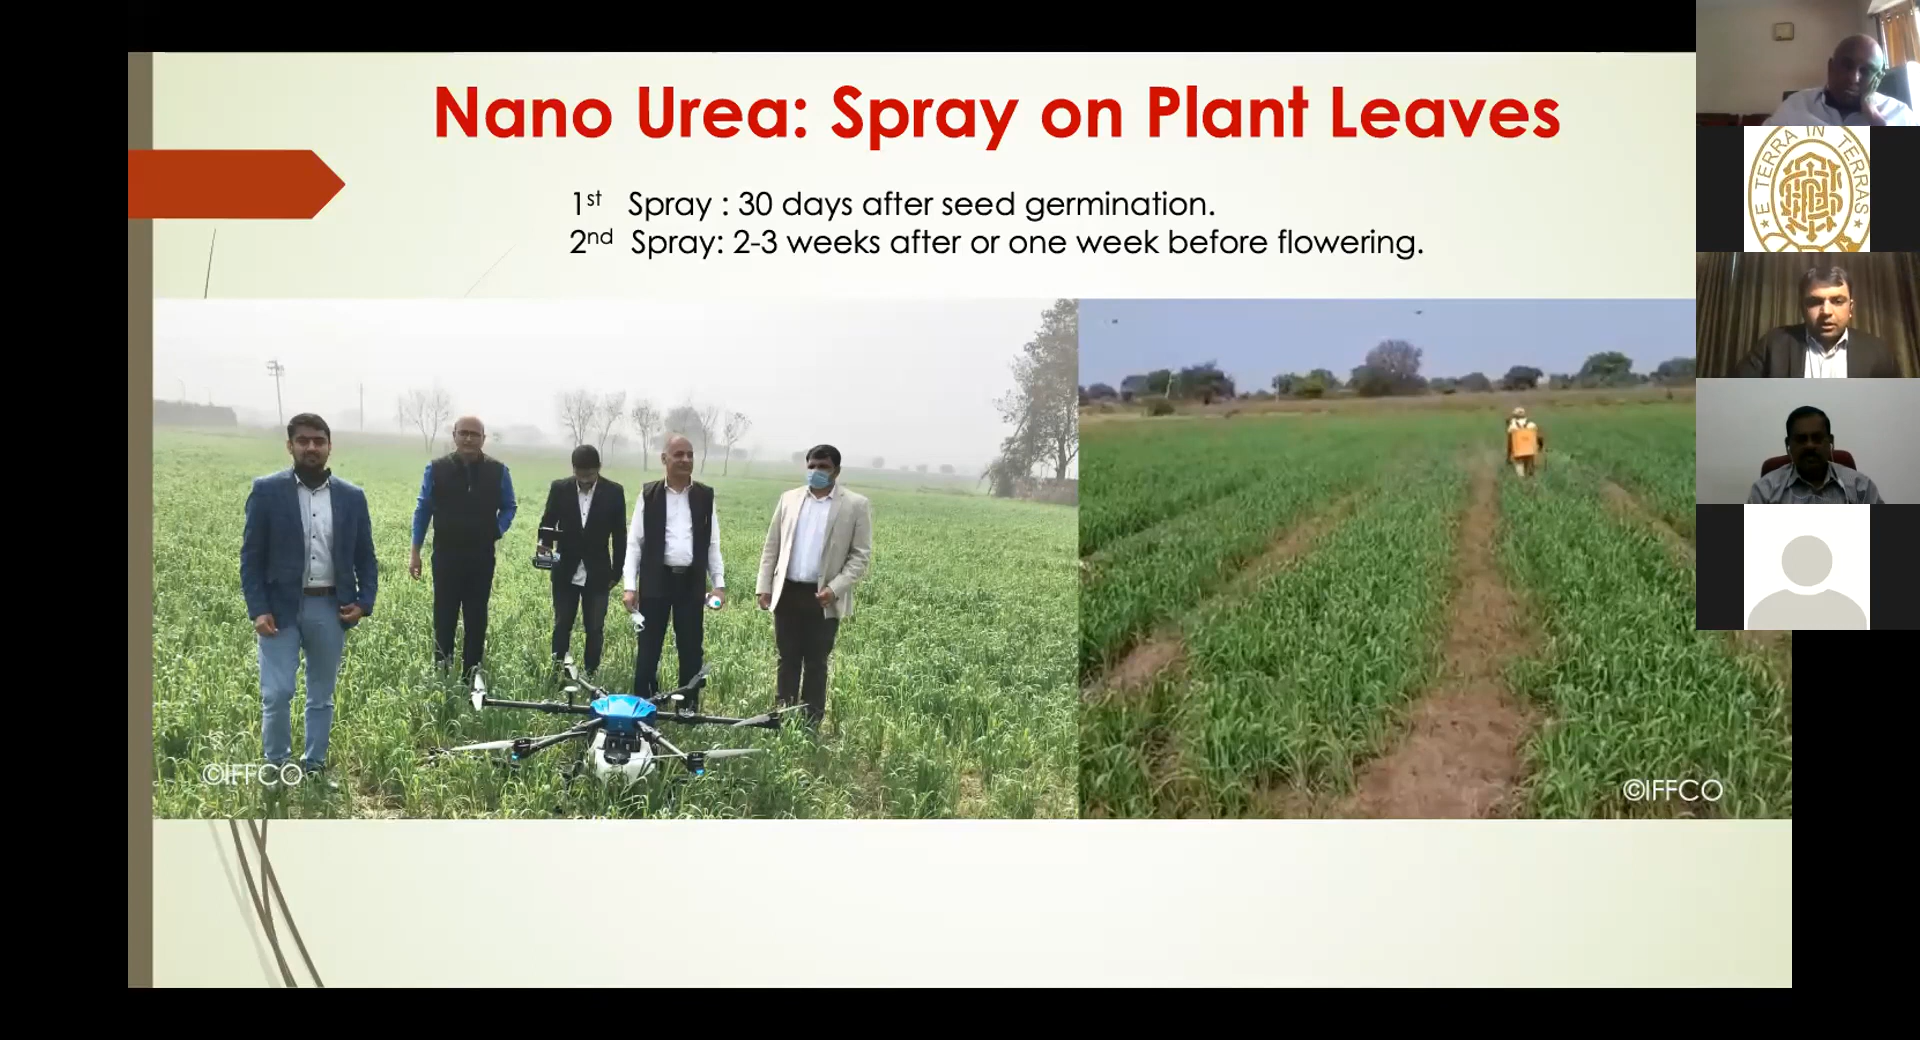 Nano Urea: Spray on Plant Leaves
1st Spray : 30 days after seed germination.
2nd Spray: 2-3 weeks after or one week before flowering.
©IFFCO
©IFFCO
E TERRA IN TERRAS